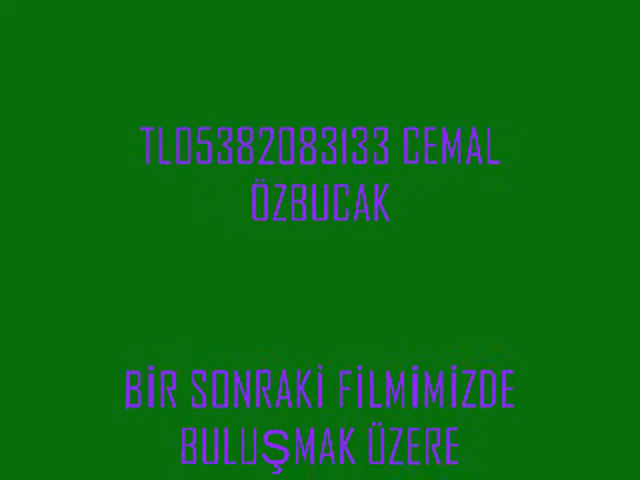 TL05382083133 CEMAL
ÖZBUCAK
BİR SONRAKİ FİLMİMİZDE
BULUŞMAK ÜZERE